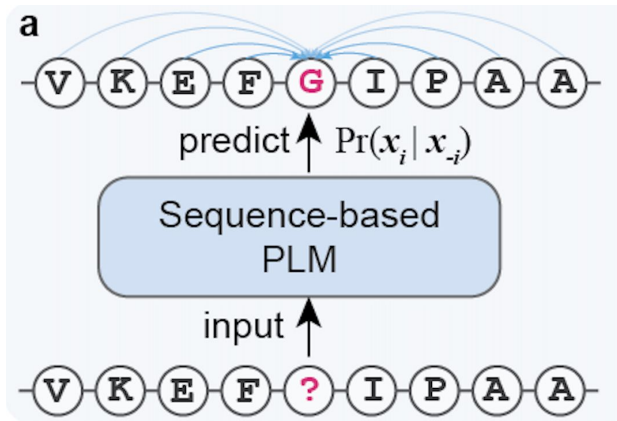 a
V K E F G I P A A
predict Pr(x_i | x_-i)
Sequence-based
PLM
input
V K E F ? I P A A